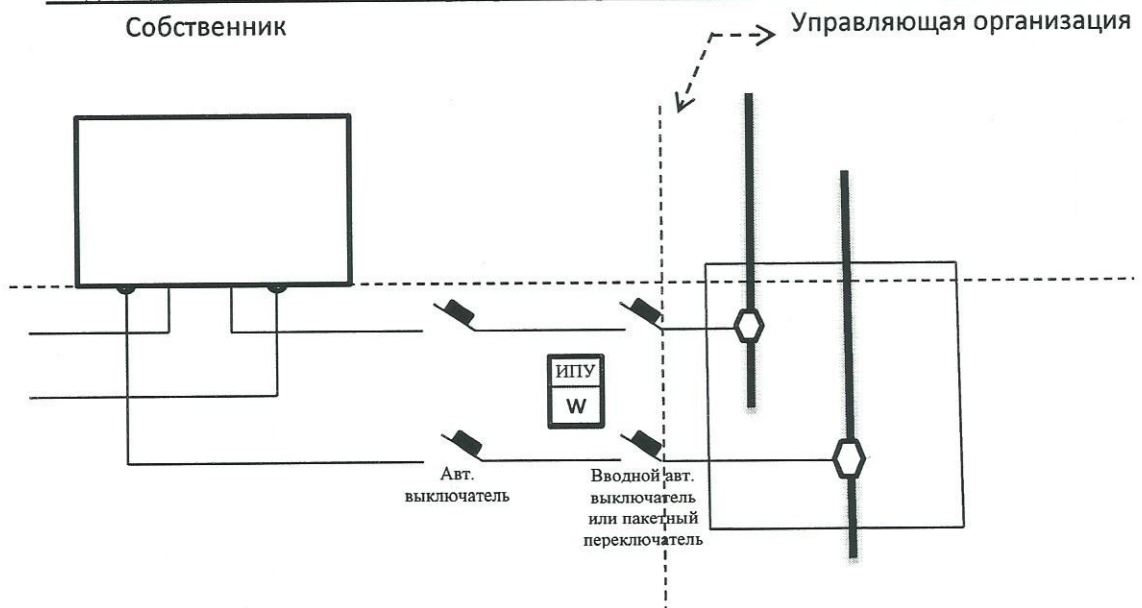 Собственник
Управляющая организация
ИПУ
W
Авт.
выключатель
Вводной авт.
выключатель
или пакетный
переключатель